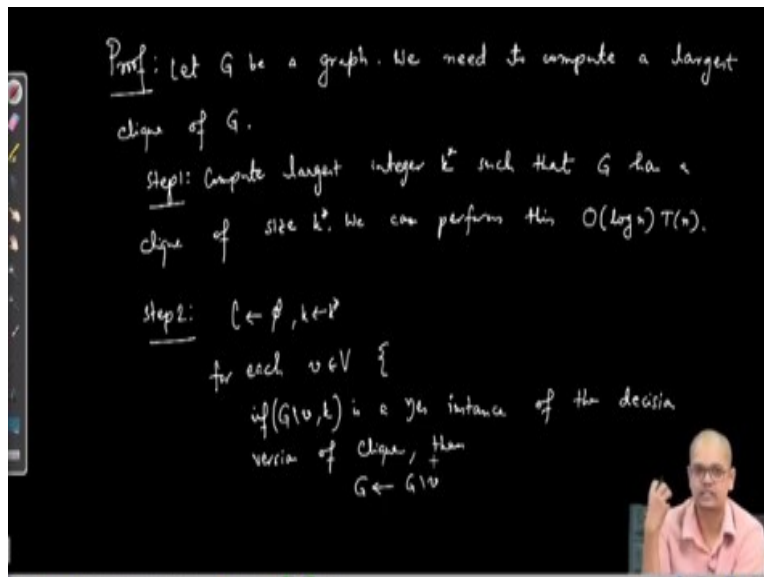 Proof: Let G be a graph. We need to compute a largest
clique of G.
Step1: Compute largest integer k* such that G has a
clique of size k*. We can perform this O(log n) T(n).
Step2: C ← φ, k ← k*
for each v ∈ V {
if (G\v, k) is a Yes instance of the decision
version of Clique, then
G ← G\v